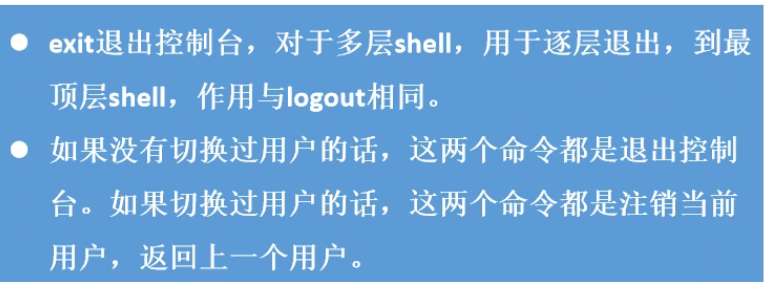 ● exit退出控制台，对于多层shell，用于逐层退出，到最
顶层shell，作用与logout相同。
● 如果没有切换过用户的话，这两个命令都是退出控制
台。如果切换过用户的话，这两个命令都是注销当前
用户，返回上一个用户。